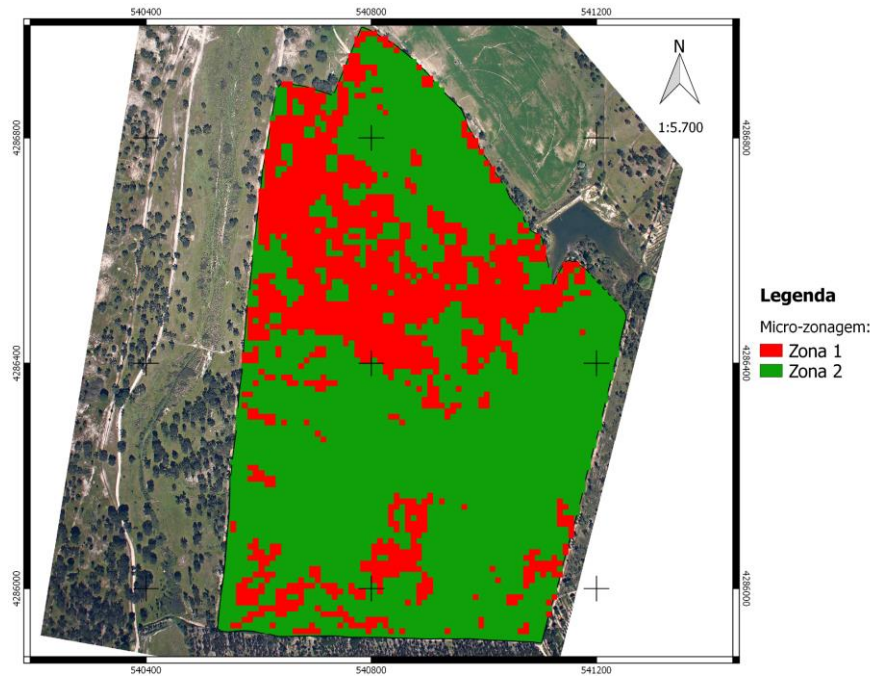 540400 540800 541200
N
1:5.700
4286800 4286800
4286400 4286400
4286000 4286000
540400 540800 541200
Legenda
Micro-zonagem:
Zona 1
Zona 2